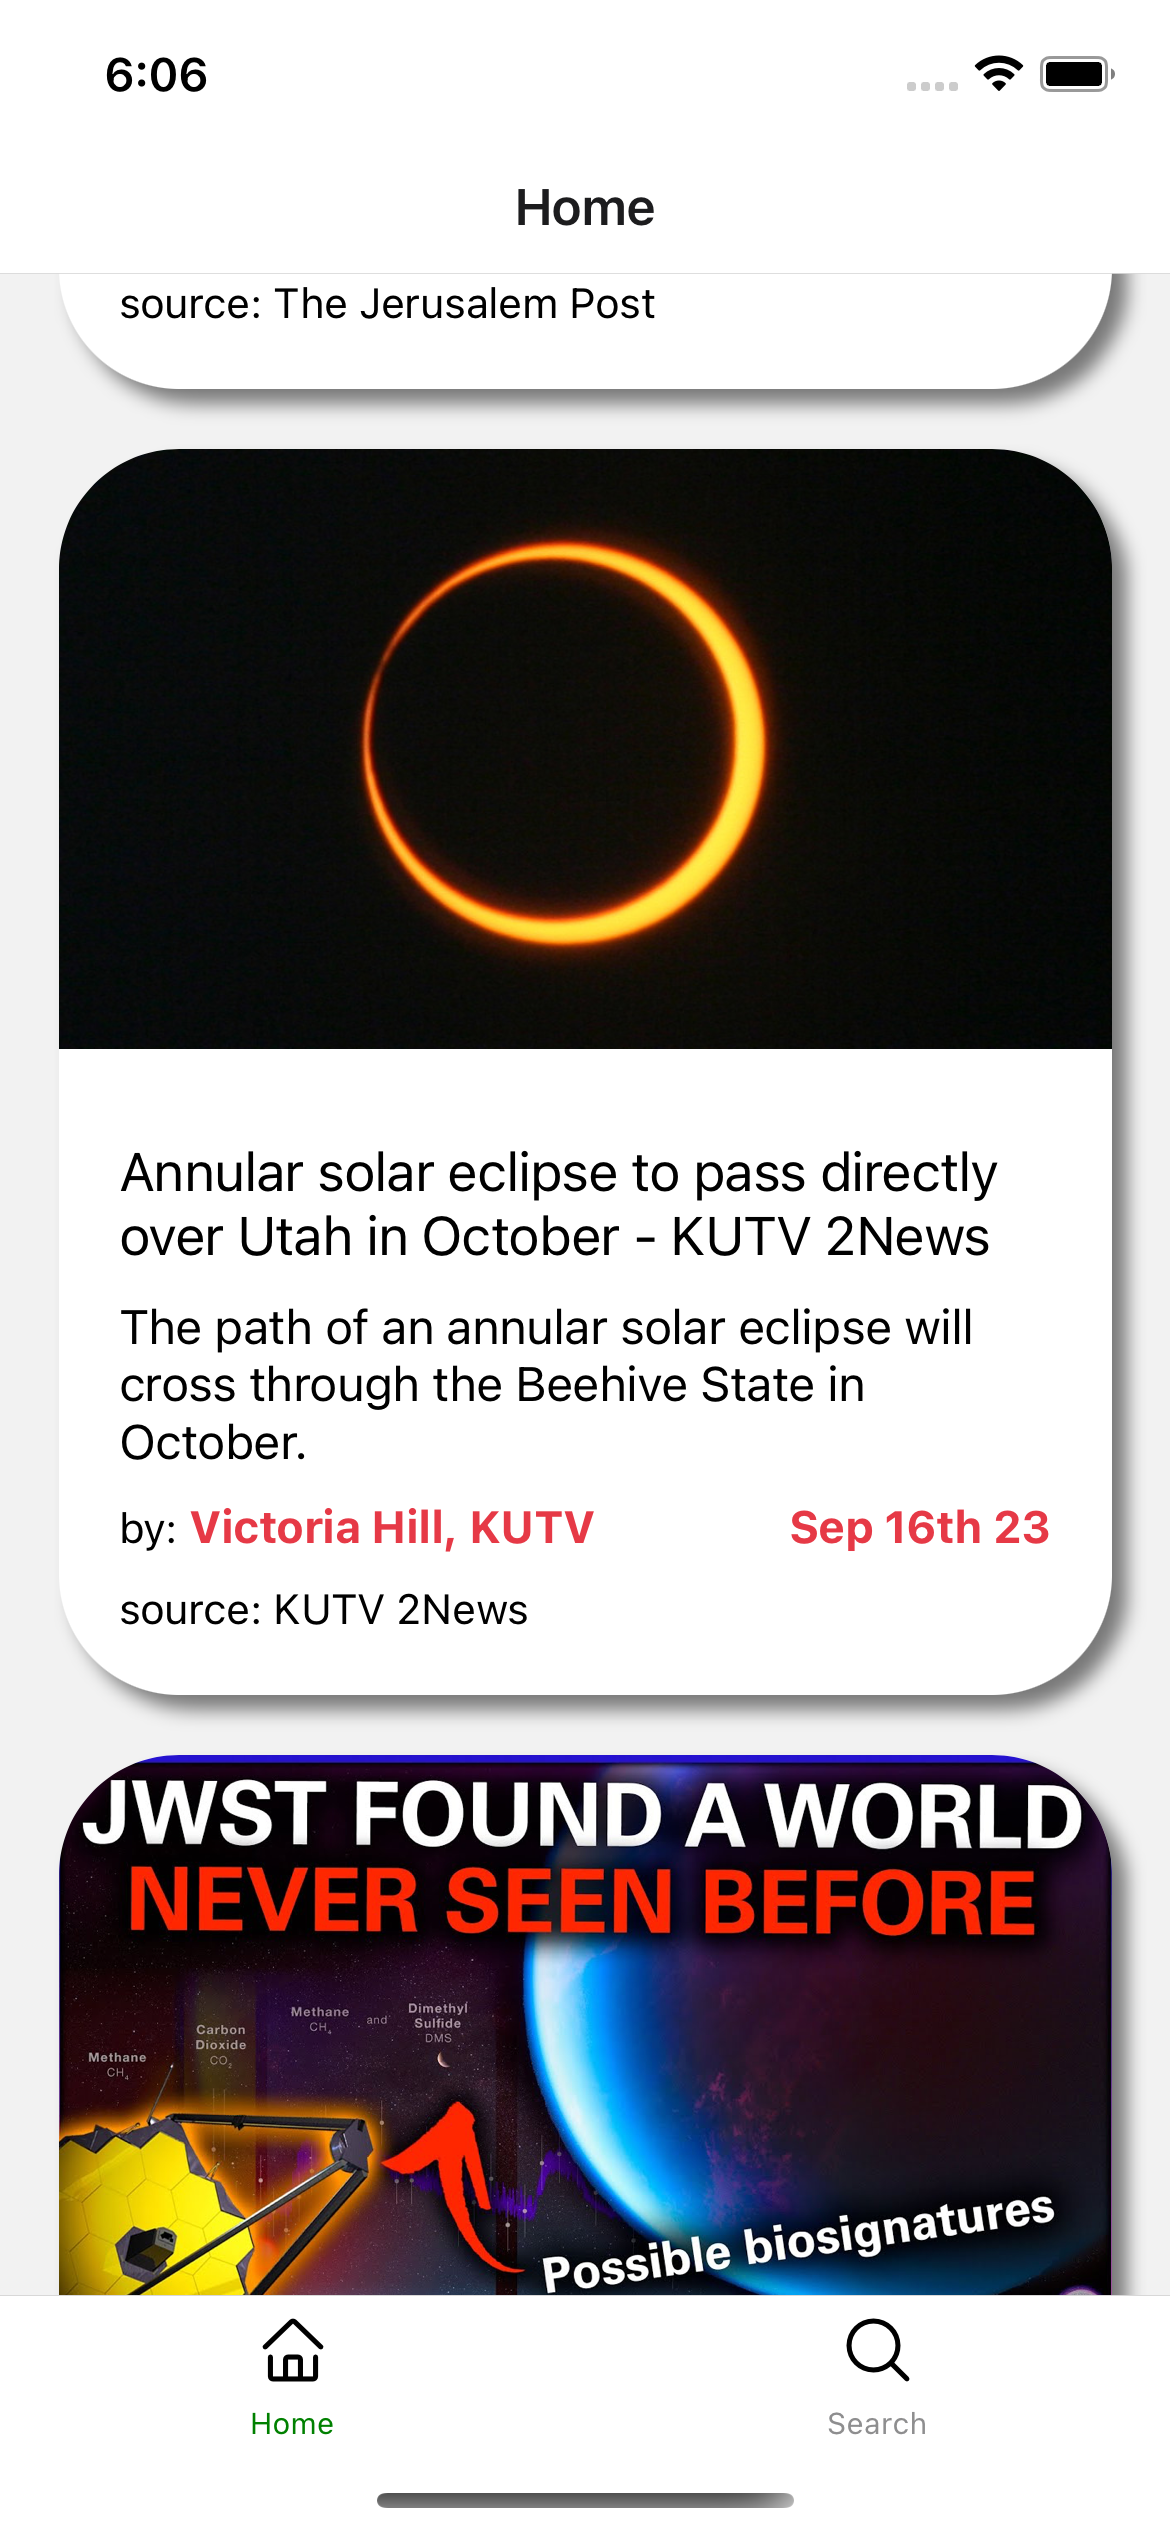 6:06
Home
source: The Jerusalem Post
Annular solar eclipse to pass directly
over Utah in October - KUTV 2News
The path of an annular solar eclipse will
cross through the Beehive State in
October.
by: Victoria Hill, KUTV
Sep 16th 23
source: KUTV 2News
JWST FOUND A WORLD
NEVER SEEN BEFORE
Methane
CH₄
Carbon
Dioxide
CO₂
Methane
CH₄
and
Dimethyl
Sulfide
DMS
Possible biosignatures
Home
Search